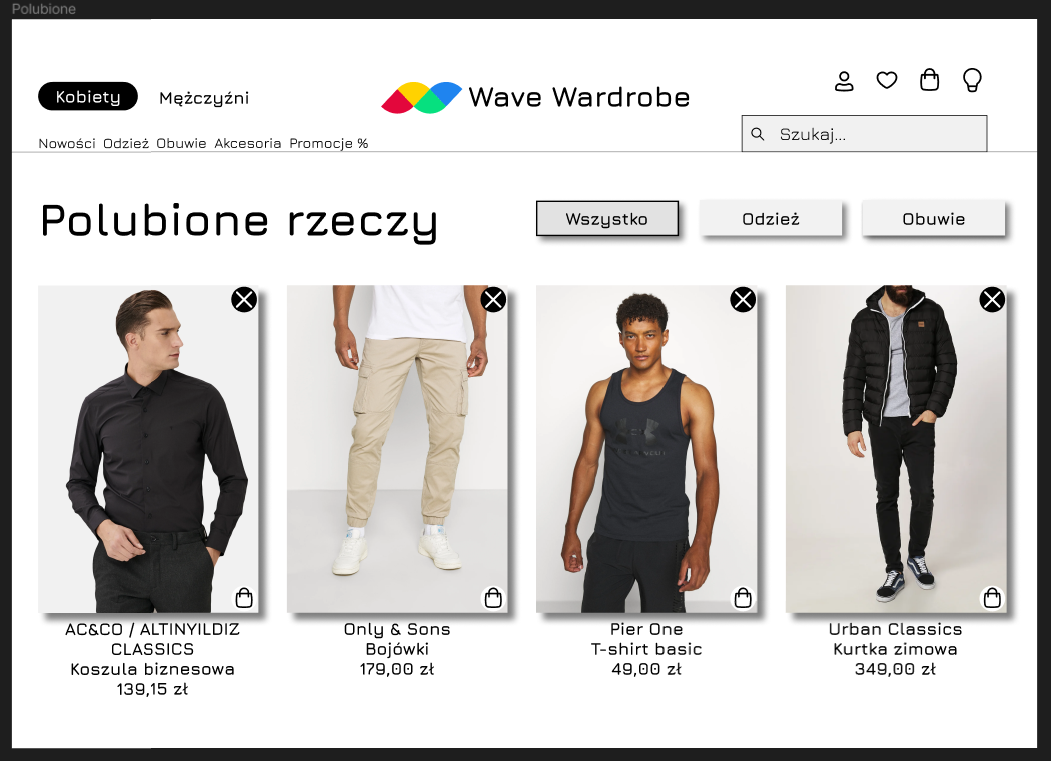 Polubione
Kobiety
Mężczyźni
Wave Wardrobe
Nowości Odzież Obuwie Akcesoria Promocje %
Szukaj...
Polubione rzeczy
Wszystko
Odzież
Obuwie
AC&CO / ALTINYILDIZ
CLASSICS
Koszula biznesowa
139,15 zł
Only & Sons
Bojówki
179,00 zł
Pier One
T-shirt basic
49,00 zł
Urban Classics
Kurtka zimowa
349,00 zł